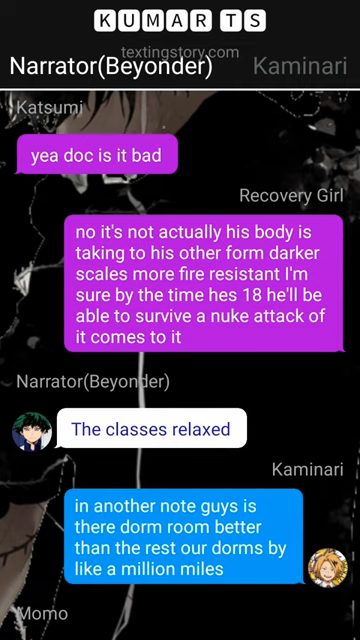 KUMAR TS
textingstory.com
Narrator(Beyonder) Kaminari
Katsumi
yea doc is it bad
Recovery Girl
no it's not actually his body is
taking to his other form darker
scales more fire resistant I'm
sure by the time hes 18 he'll be
able to survive a nuke attack of
it comes to it
Narrator(Beyonder)
The classes relaxed
Kaminari
in another note guys is
there dorm room better
than the rest our dorms by
like a million miles
Momo